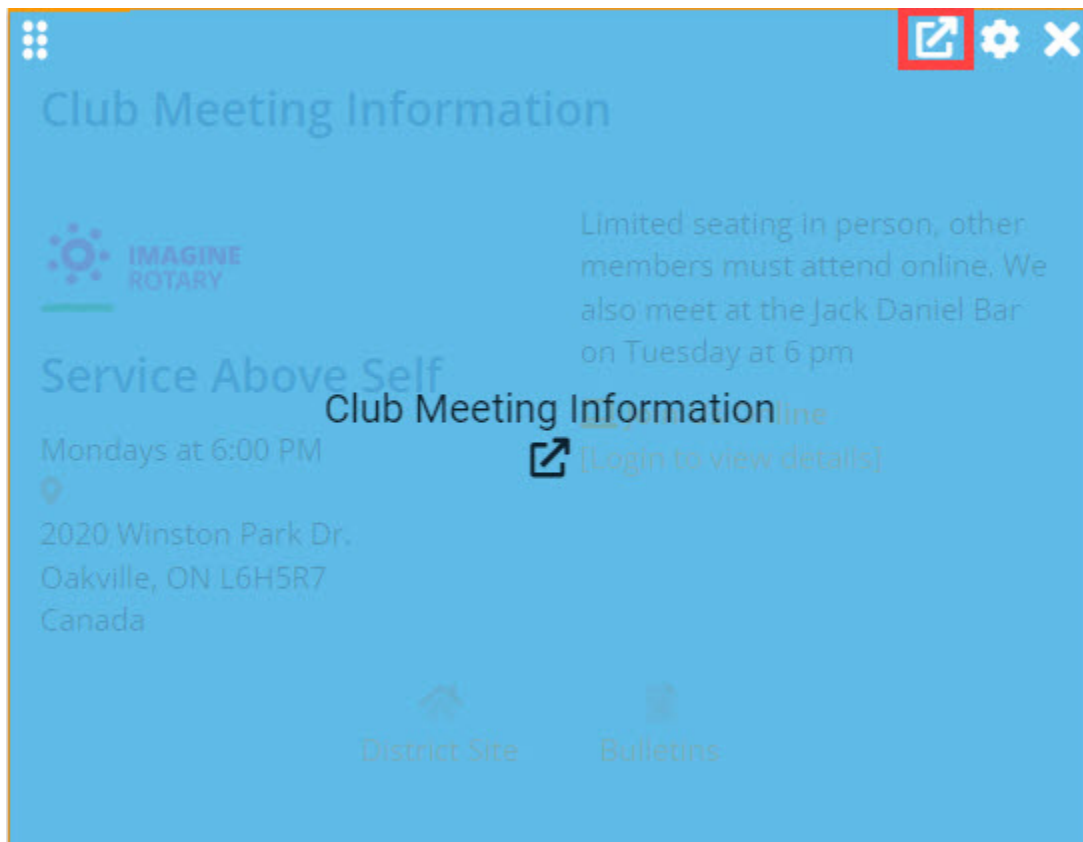 Club Meeting Information
IMAGINE
ROTARY
Service Above Self
Mondays at 6:00 PM
2020 Winston Park Dr.
Oakville, ON L6H5R7
Canada
Limited seating in person, other
members must attend online. We
also meet at the Jack Daniel Bar
on Tuesday at 6 pm
online
[Login to view details]
Club Meeting Information
District Site
Bulletins